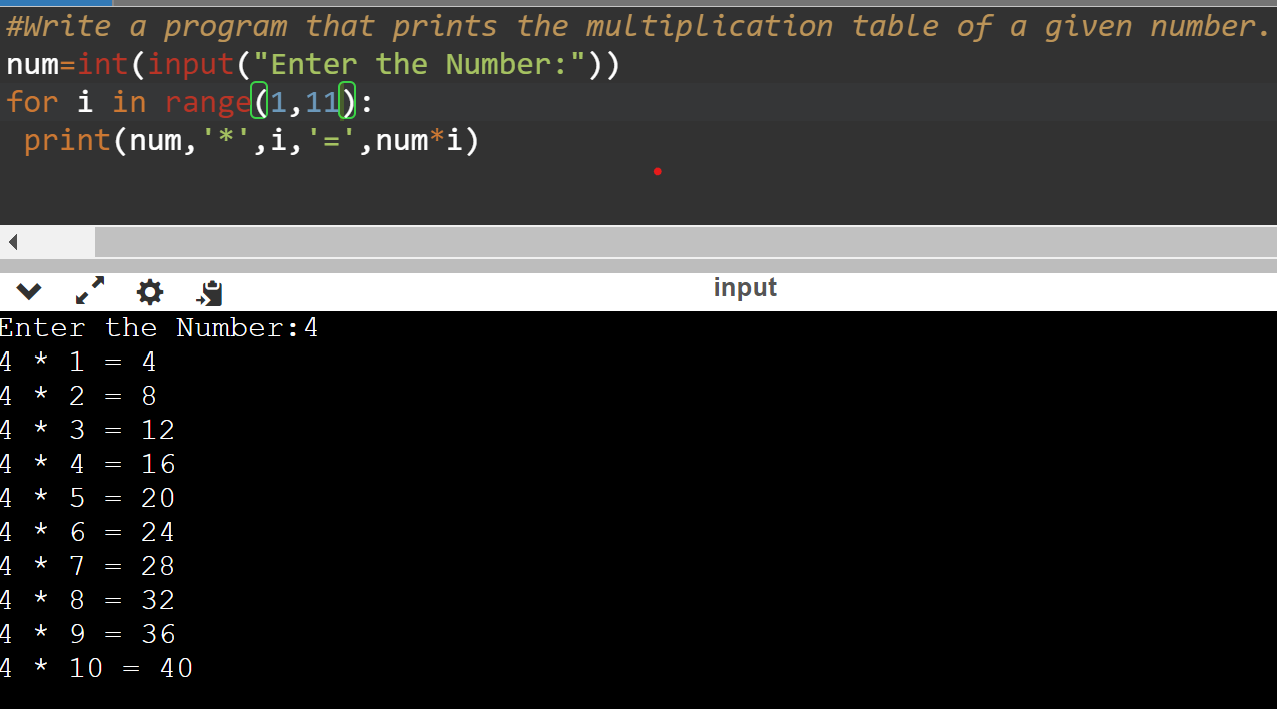 #Write a program that prints the multiplication table of a given number.
num=int(input("Enter the Number:"))
for i in range(1,11):
 print(num,'*',i,'=',num*i)
input
Enter the Number:4
4 * 1 = 4
4 * 2 = 8
4 * 3 = 12
4 * 4 = 16
4 * 5 = 20
4 * 6 = 24
4 * 7 = 28
4 * 8 = 32
4 * 9 = 36
4 * 10 = 40